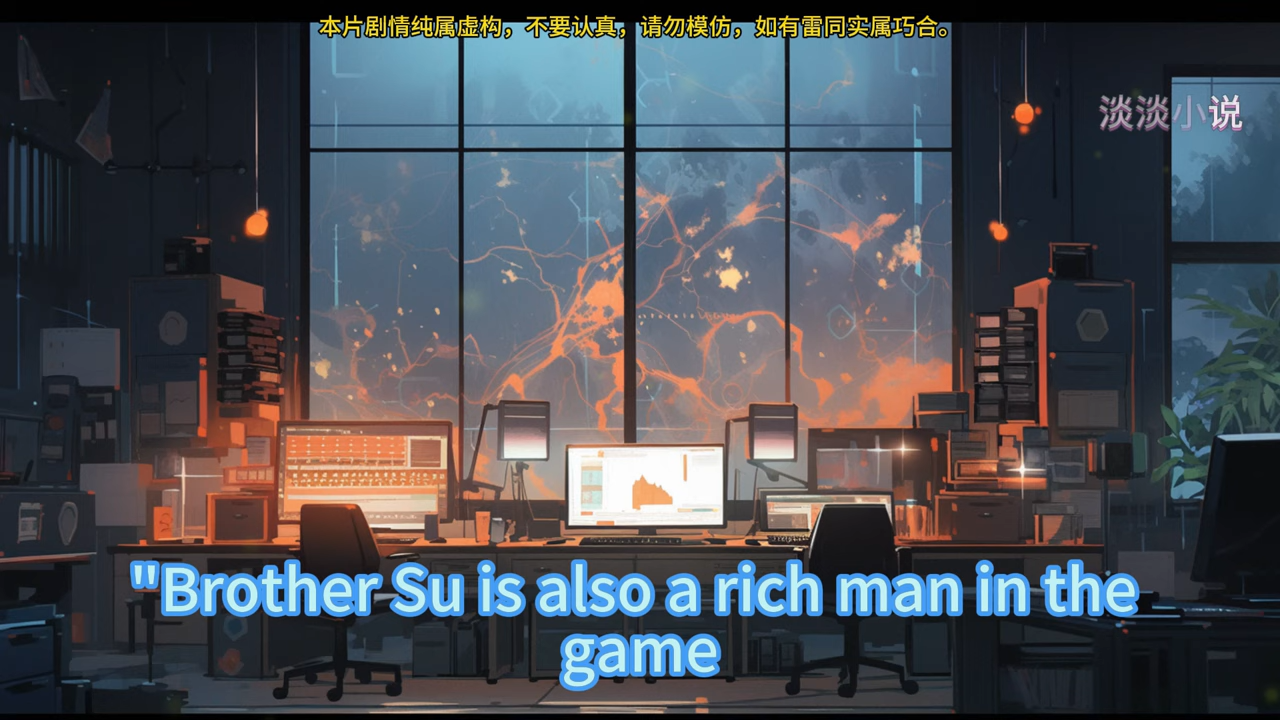 本片剧情纯属虚构，不要认真，请勿模仿，如有雷同实属巧合。
淡淡小说
"Brother Su is also a rich man in the
game